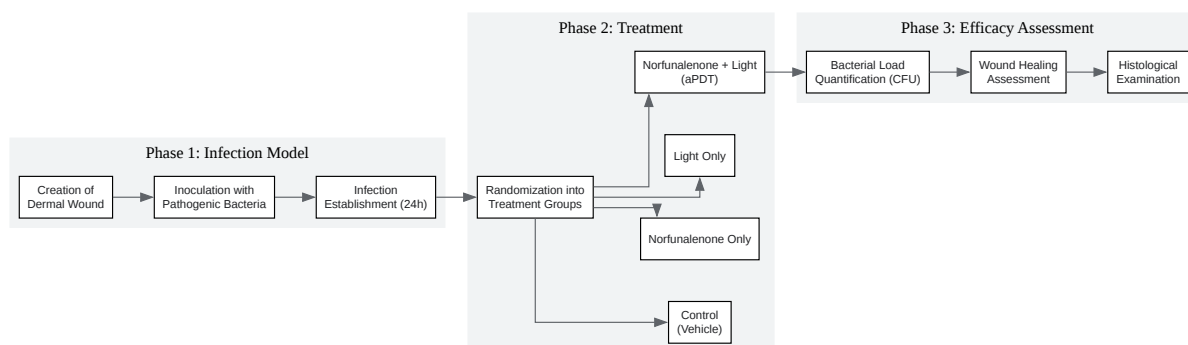 Phase 1: Infection Model
Creation of
Dermal Wound
Inoculation with
Pathogenic Bacteria
Infection
Establishment (24h)
Phase 2: Treatment
Randomization into
Treatment Groups
Norfunalenone + Light
(aPDT)
Light Only
Norfunalenone Only
Control
(Vehicle)
Phase 3: Efficacy Assessment
Bacterial Load
Quantification (CFU)
Wound Healing
Assessment
Histological
Examination